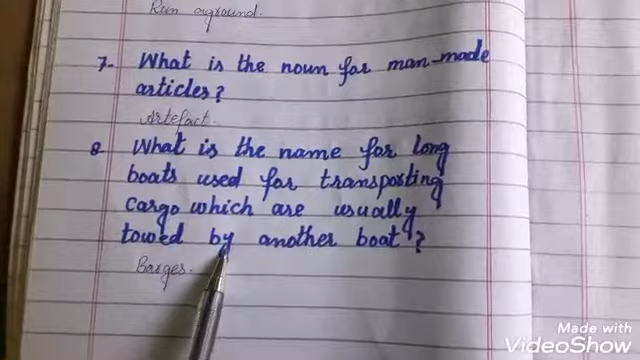 Run aground.
7- What is the noun for man-made
articles?
Artefact.
8- What is the name for long
boats used for transporting
cargo which are usually
towed by another boat?
Barges.
Made with
VideoShow